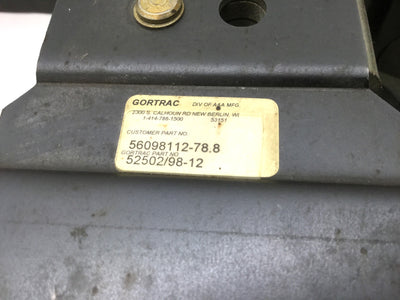 GORTRAC DIV OF A&A MFG
2300 S. CALHOUN RD NEW BERLIN, WI
1-414-786-1500 53151
CUSTOMER PART NO.
56098112-78.8
GORTRAC PART NO
52502/98-12